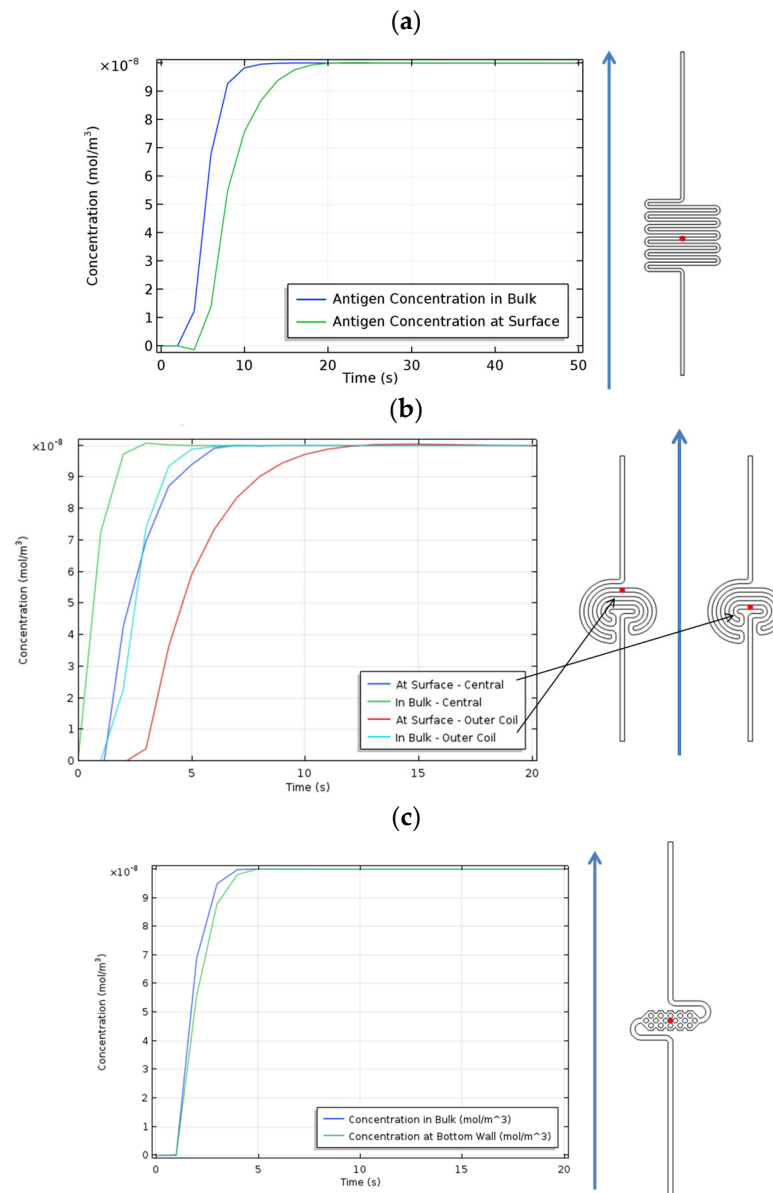 (a)
×10⁻⁸
9
8
7
6
5
4
3
2
1
0
Concentration (mol/m³)
Antigen Concentration in Bulk
Antigen Concentration at Surface
0 10 20 30 40 50
Time (s)
(b)
×10⁻⁸
9
8
7
6
5
4
3
2
1
0
Concentration (mol/m³)
At Surface - Central
In Bulk - Central
At Surface - Outer Coil
In Bulk - Outer Coil
0 5 10 15 20
Time (s)
(c)
×10⁻⁸
9
8
7
6
5
4
3
2
1
0
Concentration (mol/m³)
Concentration in Bulk (mol/m^3)
Concentration at Bottom Wall (mol/m^3)
0 5 10 15 20
Time (s)